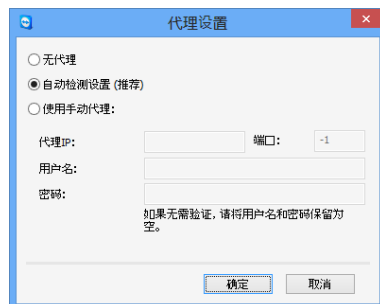 代理设置
无代理
自动检测设置 (推荐)
使用手动代理:
代理IP: 端口: -1
用户名:
密码:
如果无需验证, 请将用户名和密码保留为
空。
确定 取消